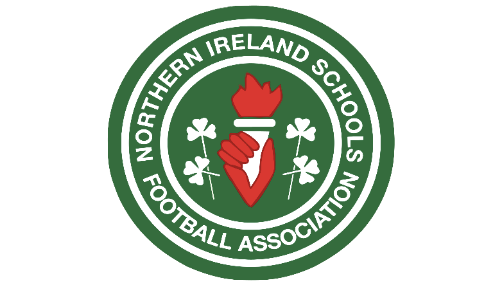 NORTHERN IRELAND SCHOOLS
FOOTBALL ASSOCIATION